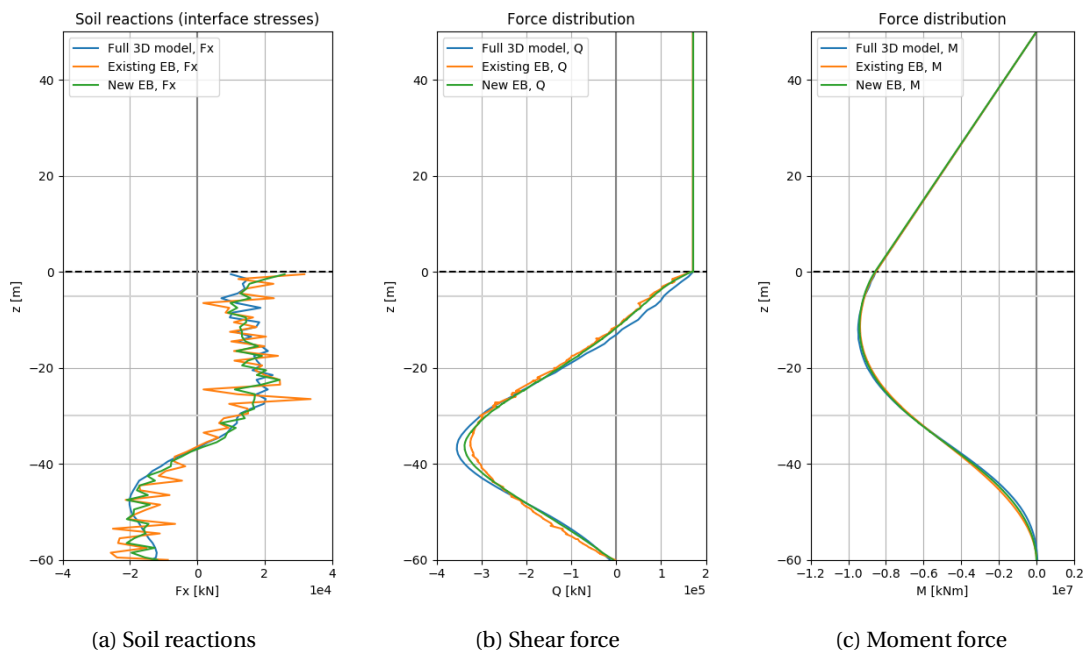 Soil reactions (interface stresses)
Full 3D model, Fx
Existing EB, Fx
New EB, Fx
40
20
0
−20
−40
−60
z [m]
−4
−2
0
2
4
1e4
Fx [kN]
(a) Soil reactions
Force distribution
Full 3D model, Q
Existing EB, Q
New EB, Q
40
20
0
−20
−40
−60
z [m]
−4
−3
−2
−1
0
1
2
1e5
Q [kN]
(b) Shear force
Force distribution
Full 3D model, M
Existing EB, M
New EB, M
40
20
0
−20
−40
−60
z [m]
−1.2
−1.0
−0.8
−0.6
−0.4
−0.2
0.0
0.2
1e7
M [kNm]
(c) Moment force